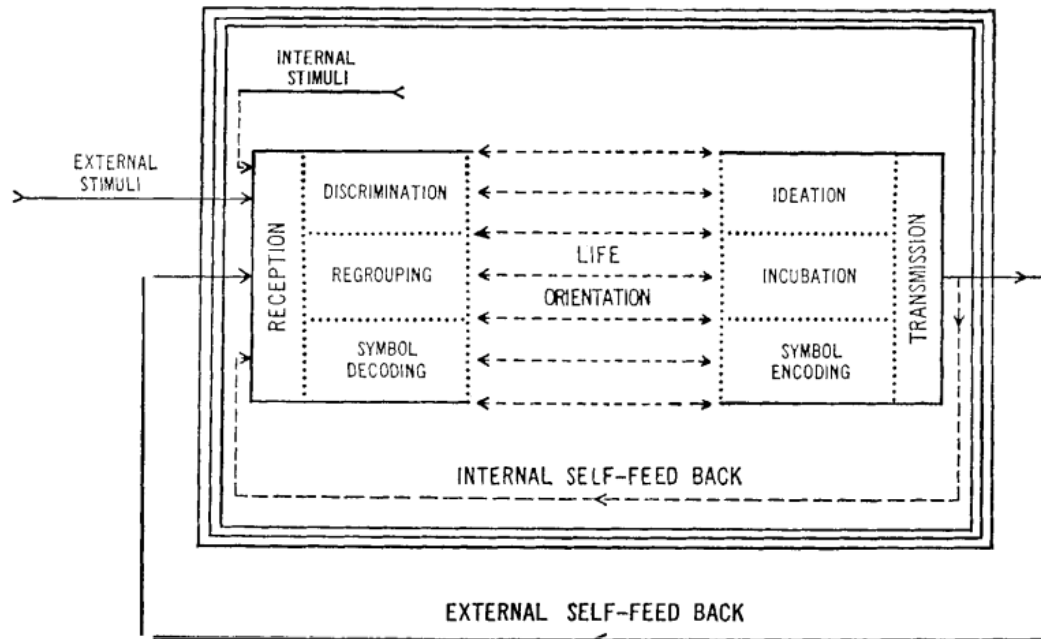 INTERNAL
STIMULI
EXTERNAL
STIMULI
RECEPTION
DISCRIMINATION
REGROUPING
SYMBOL
DECODING
LIFE
ORIENTATION
IDEATION
INCUBATION
SYMBOL
ENCODING
TRANSMISSION
INTERNAL SELF-FEED BACK
EXTERNAL SELF-FEED BACK